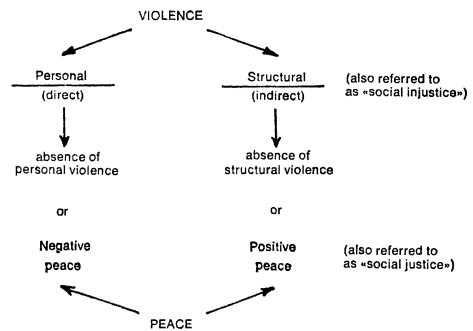 VIOLENCE
Personal
(direct)
Structural
(indirect)
(also referred to
as «social injustice»)
absence of
personal violence
absence of
structural violence
or
or
Negative
peace
Positive
peace
(also referred to
as «social justice»)
PEACE